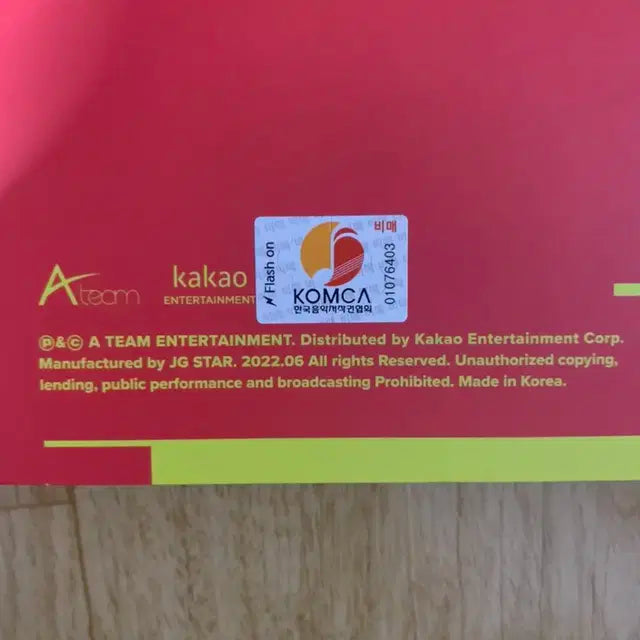 비매
Flash on
01076403
KOMCA
한국음악저작권협회
Ateam
kakao
ENTERTAINMENT
Ⓟ&Ⓒ A TEAM ENTERTAINMENT. Distributed by Kakao Entertainment Corp.
Manufactured by JG STAR. 2022.06 All rights Reserved. Unauthorized copying,
lending, public performance and broadcasting Prohibited. Made in Korea.